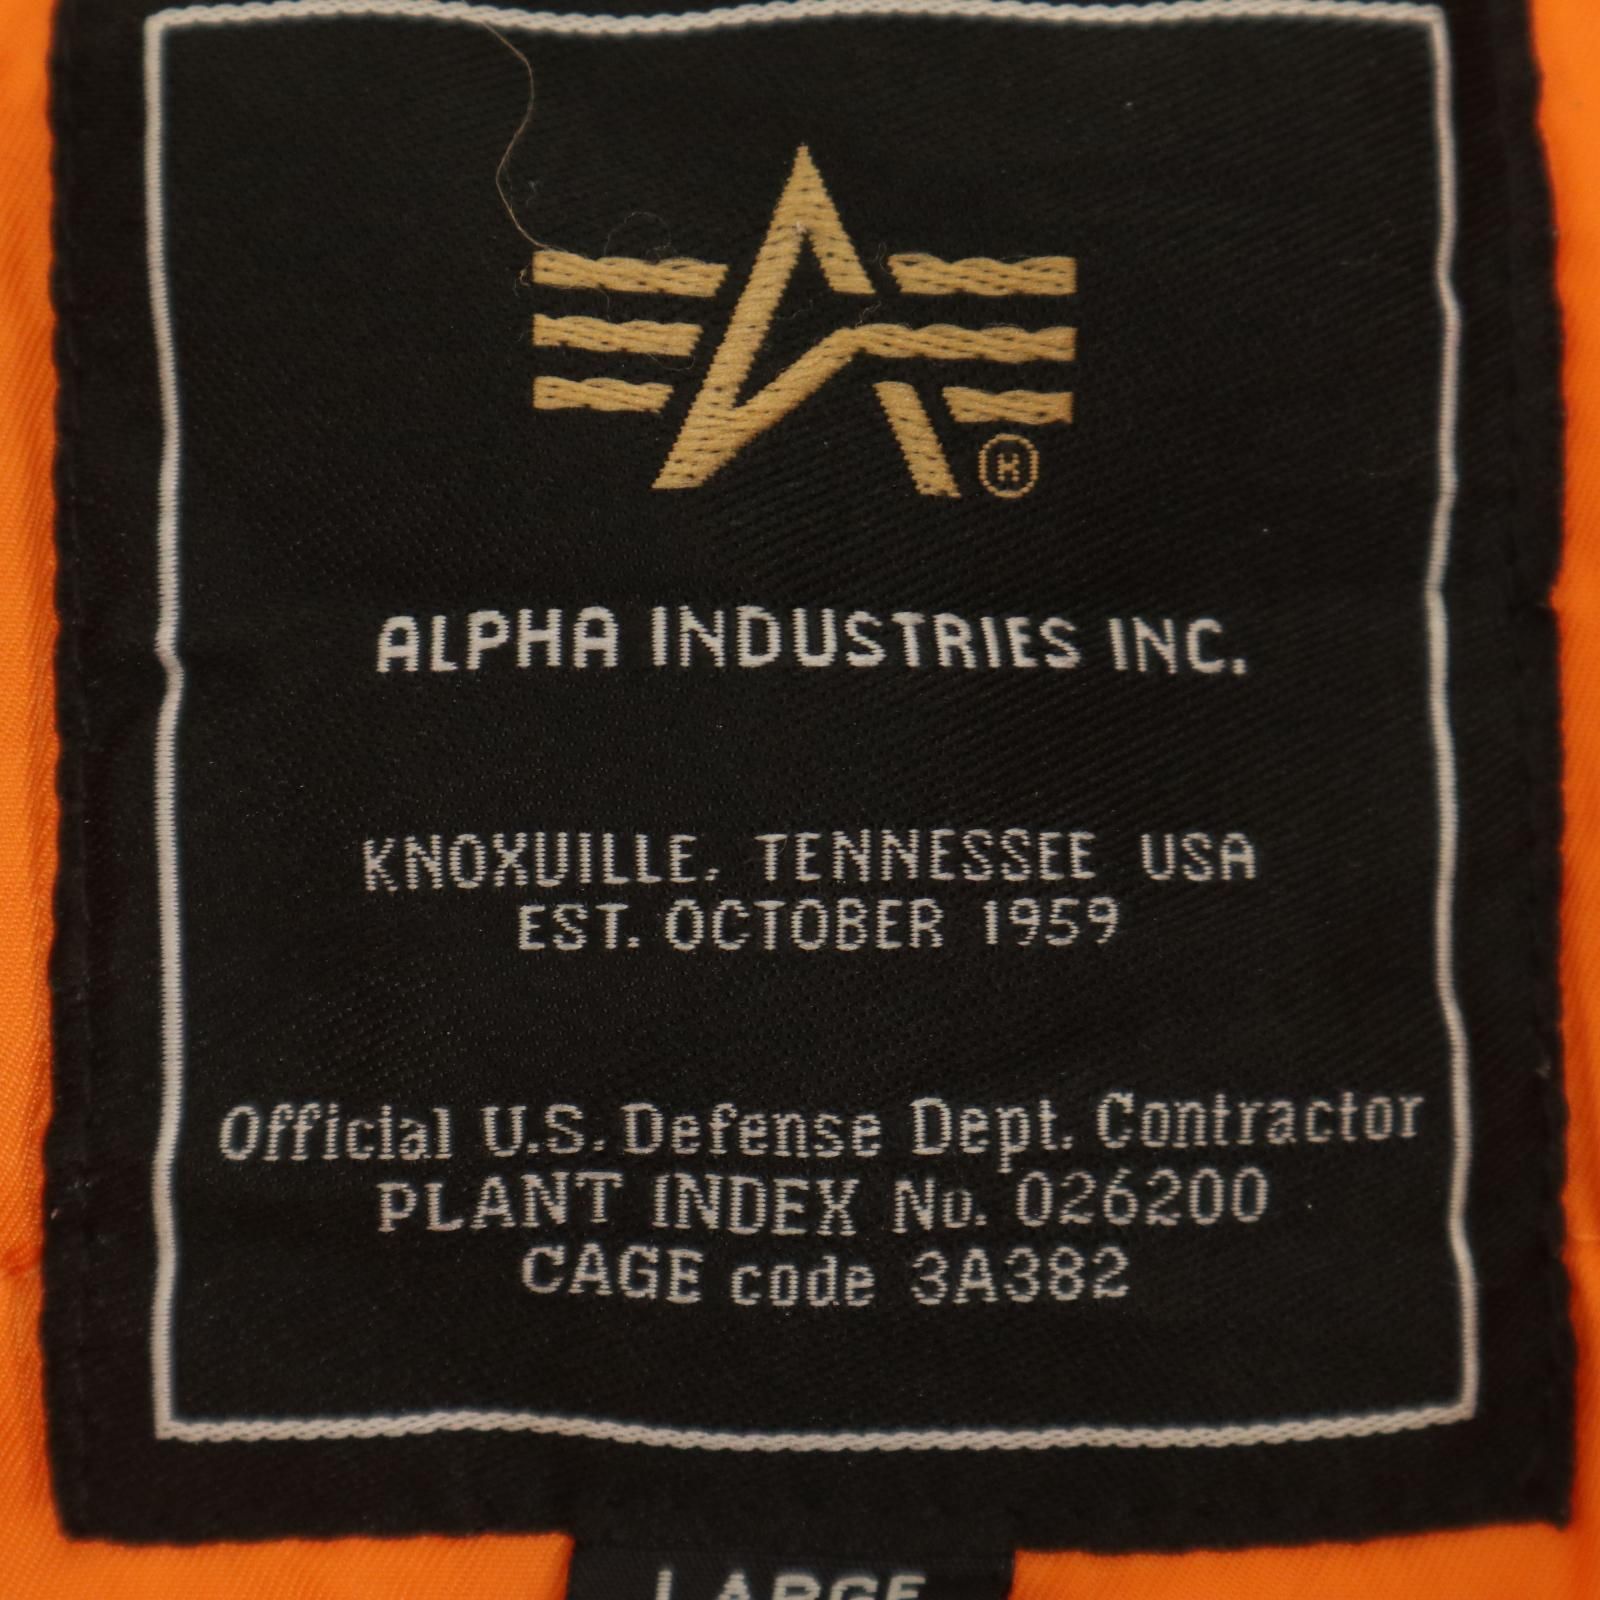 ®
ALPHA INDUSTRIES INC.
KNOXVILLE, TENNESSEE USA
EST. OCTOBER 1959
Official U.S. Defense Dept. Contractor
PLANT INDEX No. 026200
CAGE code 3A382
LARGE